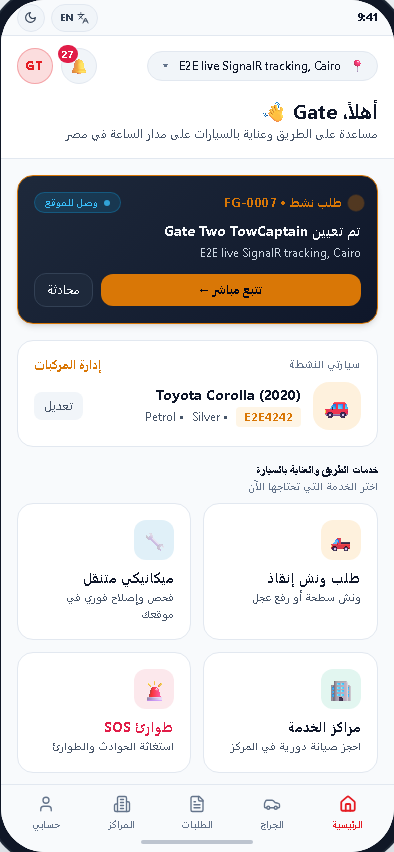 9:41
EN
E2E live SignalR tracking, Cairo
27
GT
أهلاً، Gate
مساعدة على الطريق وعناية بالسيارات على مدار الساعة في مصر
طلب نشط • FG-0007
وصل للموقع
تم تعيين Gate Two TowCaptain
E2E live SignalR tracking, Cairo
تتبع مباشر ←
محادثة
سيارتي النشطة
إدارة المركبات
Toyota Corolla (2020)
E2E4242 • Silver • Petrol
تعديل
خدمات الطريق والعناية بالسيارة
اختر الخدمة التي تحتاجها الآن
طلب ونش إنقاذ
ونش سطحة أو رفع عجل
ميكانيكي متنقل
فحص وإصلاح فوري في
موقعك
مراكز الخدمة
احجز صيانة دورية في المركز
طوارئ SOS
استغاثة الحوادث والطوارئ
الرئيسية
الجراج
الطلبات
المراكز
حسابي